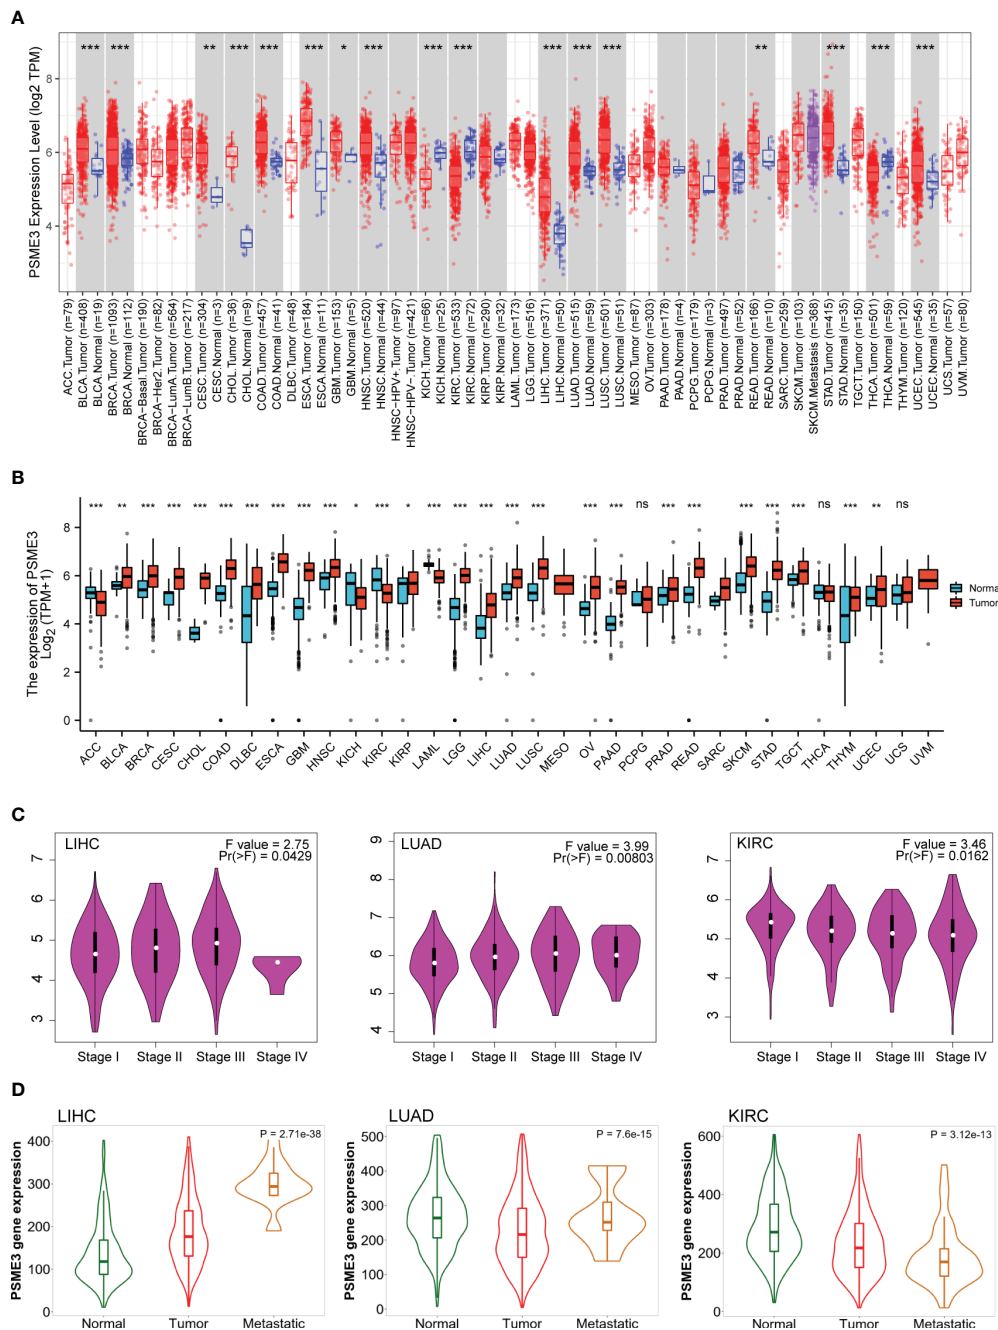 A
*** *** ** *** *** *** * *** *** *** *** *** *** ** *** *** ***
PSME3 Expression Level (log2 TPM)
8
6
4
ACC.Tumor (n=79)
BLCA.Tumor (n=408)
BLCA.Normal (n=19)
BRCA.Tumor (n=1093)
BRCA.Normal (n=112)
BRCA-Basal.Tumor (n=190)
BRCA-Her2.Tumor (n=82)
BRCA-LumA.Tumor (n=564)
BRCA-LumB.Tumor (n=217)
CESC.Tumor (n=304)
CESC.Normal (n=3)
CHOL.Tumor (n=36)
CHOL.Normal (n=9)
COAD.Tumor (n=457)
COAD.Normal (n=41)
DLBC.Tumor (n=48)
ESCA.Tumor (n=184)
ESCA.Normal (n=11)
GBM.Tumor (n=153)
GBM.Normal (n=5)
HNSC.Tumor (n=520)
HNSC.Normal (n=44)
HNSC-HPV+.Tumor (n=97)
HNSC-HPV-.Tumor (n=421)
KICH.Tumor (n=66)
KICH.Normal (n=25)
KIRC.Tumor (n=533)
KIRC.Normal (n=72)
KIRP.Tumor (n=290)
KIRP.Normal (n=32)
LAML.Tumor (n=173)
LGG.Tumor (n=516)
LIHC.Tumor (n=371)
LIHC.Normal (n=50)
LUAD.Tumor (n=515)
LUAD.Normal (n=59)
LUSC.Tumor (n=501)
LUSC.Normal (n=51)
MESO.Tumor (n=87)
OV.Tumor (n=303)
PAAD.Tumor (n=178)
PAAD.Normal (n=4)
PCPG.Tumor (n=179)
PCPG.Normal (n=3)
PRAD.Tumor (n=497)
PRAD.Normal (n=52)
READ.Tumor (n=166)
READ.Normal (n=10)
SARC.Tumor (n=259)
SKCM.Tumor (n=103)
SKCM.Metastasis (n=368)
STAD.Tumor (n=415)
STAD.Normal (n=35)
TGCT.Tumor (n=150)
THCA.Tumor (n=501)
THCA.Normal (n=59)
THYM.Tumor (n=120)
UCEC.Tumor (n=545)
UCEC.Normal (n=35)
UCS.Tumor (n=57)
UVM.Tumor (n=80)
B
*** ** *** *** *** *** *** *** *** *** * *** * *** *** *** *** *** *** *** ns *** *** *** *** *** ns *** ** ns
The expression of PSME3
Log2 (TPM+1)
8
6
4
2
0
Norma
Tumor
ACC BLCA BRCA CESC CHOL COAD DLBC ESCA GBM HNSC KICH KIRC KIRP LAML LGG LIHC LUAD LUSC MESO OV PAAD PCPG PRAD READ SARC SKCM STAD TGCT THCA THYM UCEC UCS UVM
C
LIHC
F value = 2.75
Pr(>F) = 0.0429
7
6
5
4
3
Stage I Stage II Stage III Stage IV
LUAD
F value = 3.99
Pr(>F) = 0.00803
9
8
7
6
5
4
Stage I Stage II Stage III Stage IV
KIRC
F value = 3.46
Pr(>F) = 0.0162
7
6
5
4
3
Stage I Stage II Stage III Stage IV
D
LIHC
P = 2.71e-38
PSME3 gene expression
400
300
200
100
0
Normal Tumor Metastatic
LUAD
P = 7.6e-15
PSME3 gene expression
500
400
300
200
100
0
Normal Tumor Metastatic
KIRC
P = 3.12e-13
PSME3 gene expression
600
400
200
0
Normal Tumor Metastatic